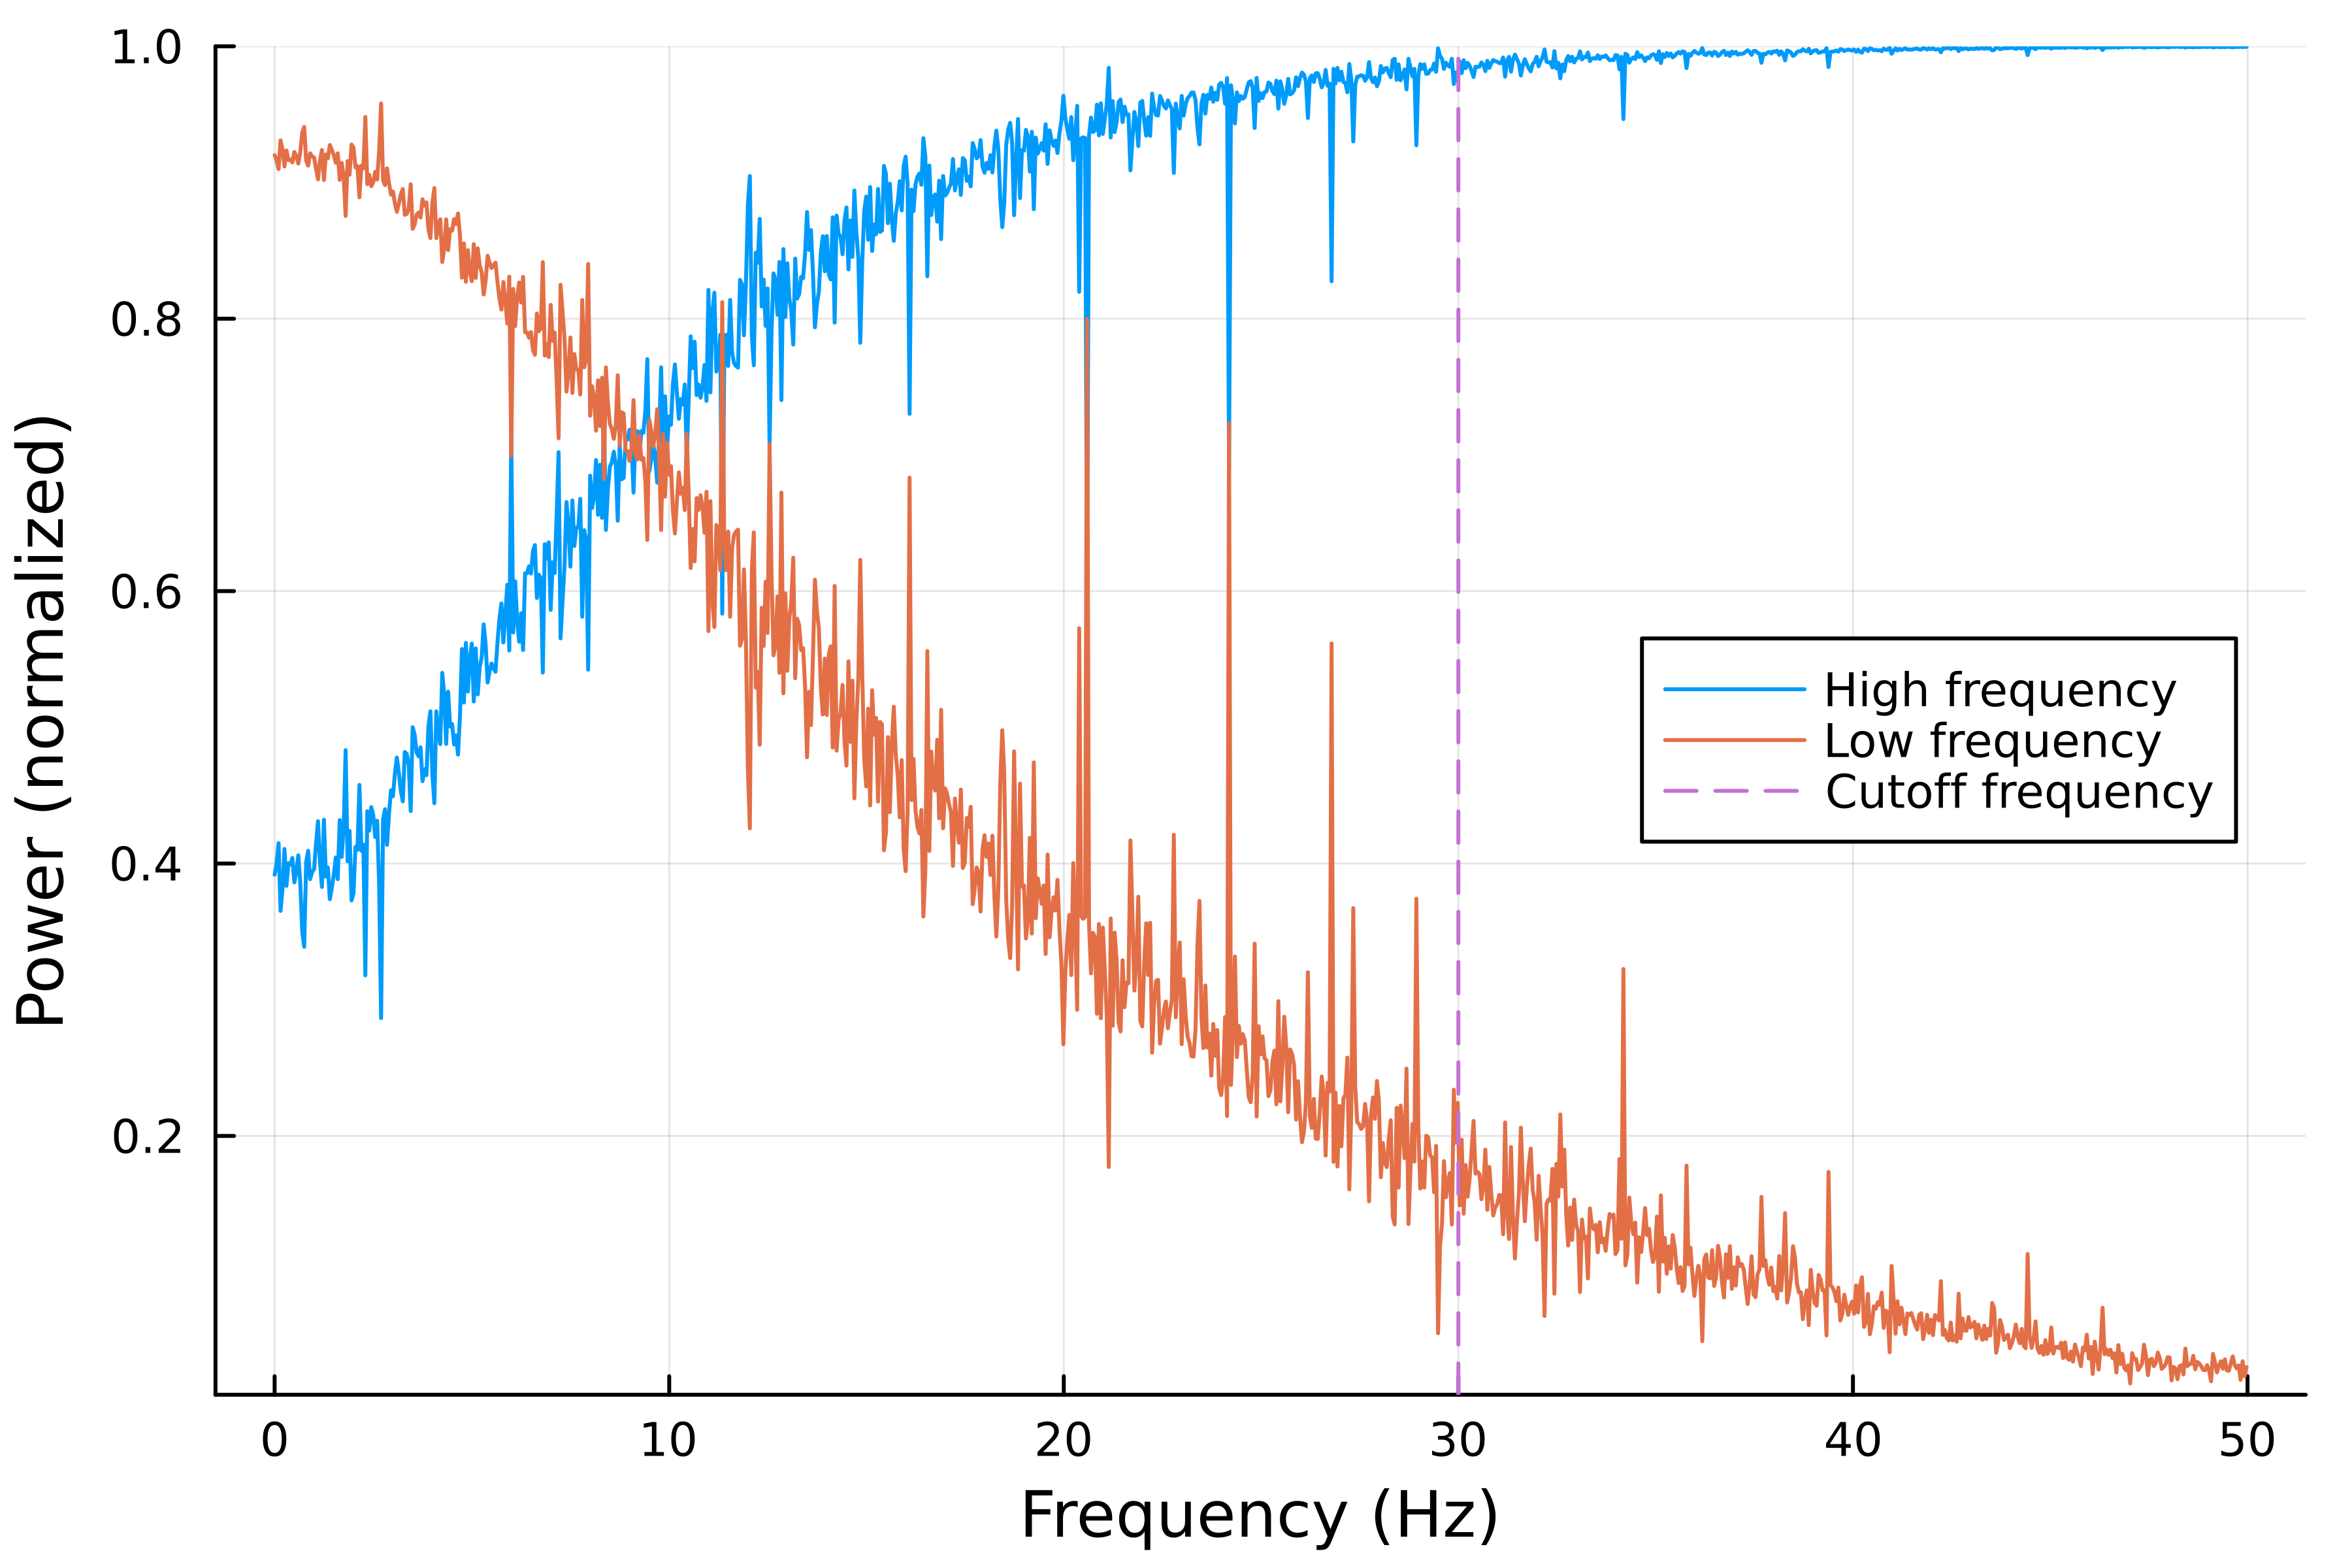 Power (normalized)
1.0
0.8
0.6
0.4
0.2
High frequency
Low frequency
Cutoff frequency
0 10 20 30 40 50
Frequency (Hz)